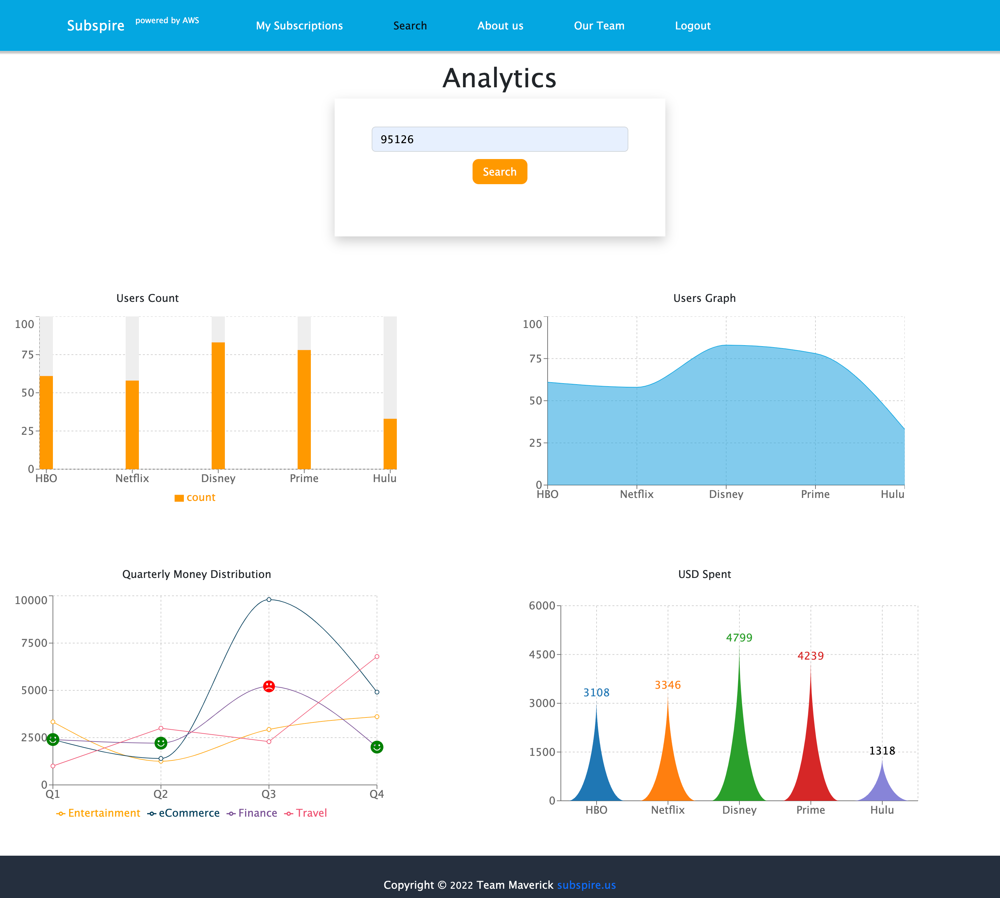 Subspire powered by AWS My Subscriptions Search About us Our Team Logout
Analytics
95126
Search
Users Count
100
75
50
25
0
HBO Netflix Disney Prime Hulu
count
Users Graph
100
75
50
25
0
HBO Netflix Disney Prime Hulu
Quarterly Money Distribution
10000
7500
5000
2500
0
Q1 Q2 Q3 Q4
Entertainment eCommerce Finance Travel
USD Spent
6000
4500
3000
1500
0
3108 3346 4799 4239 1318
HBO Netflix Disney Prime Hulu
Copyright © 2022 Team Maverick subspire.us